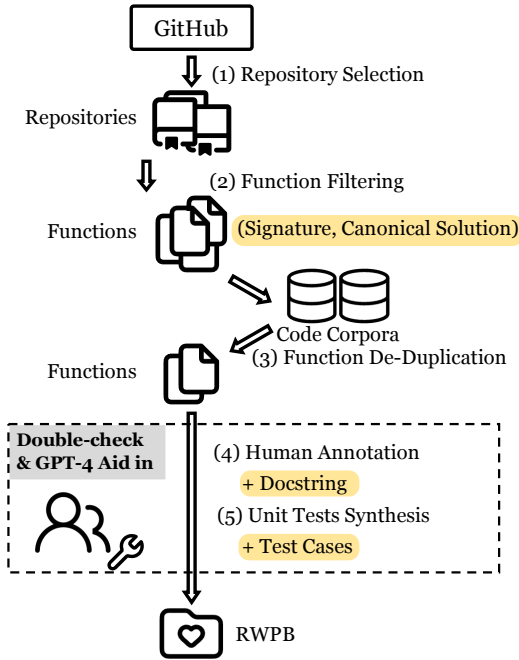 GitHub
(1) Repository Selection
Repositories
(2) Function Filtering
Functions
(Signature, Canonical Solution)
Code Corpora
(3) Function De-Duplication
Functions
Double-check
& GPT-4 Aid in
(4) Human Annotation
+ Docstring
(5) Unit Tests Synthesis
+ Test Cases
RWPB